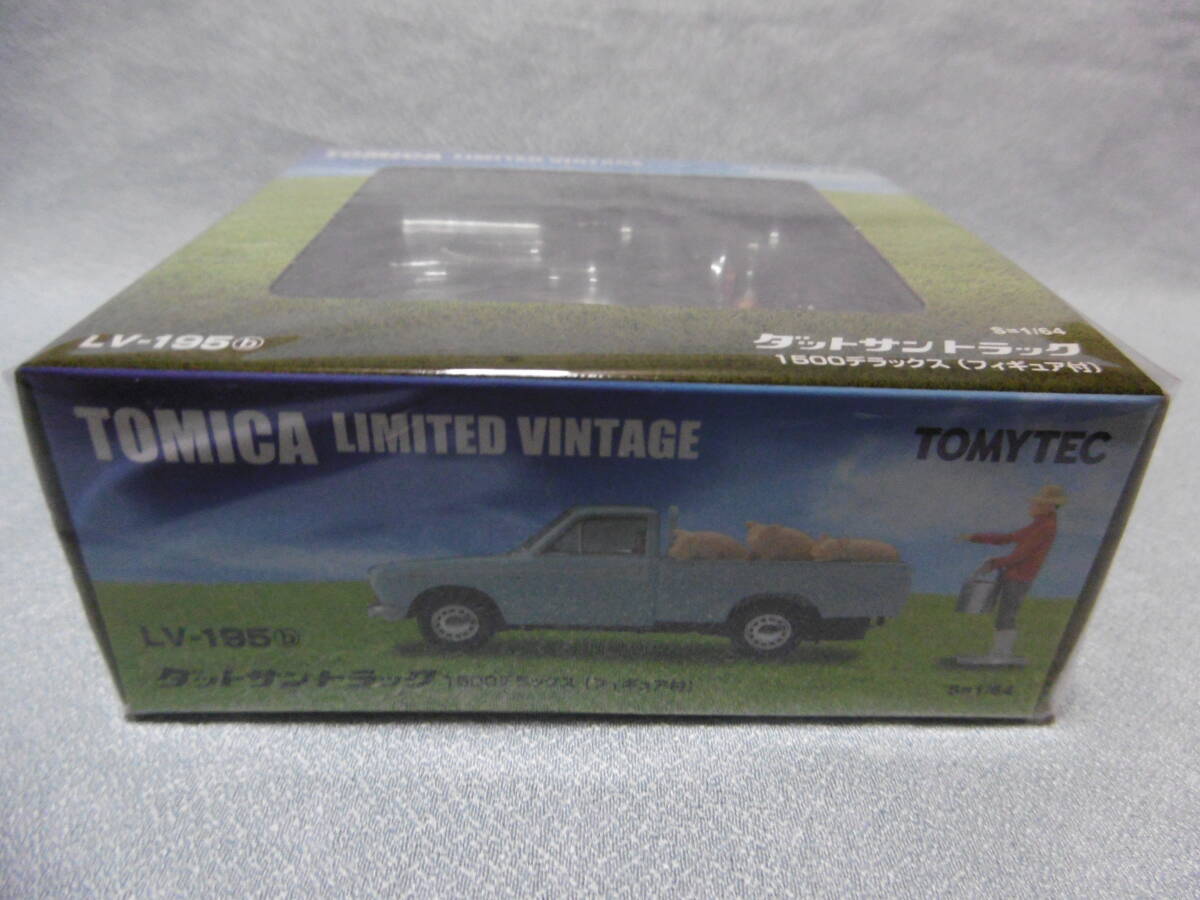 TOMICA LIMITED VINTAGE
LV-195ⓑ
S=1/64
ダットサン トラック
1500デラックス (フィギュア付)
TOMICA LIMITED VINTAGE
TOMYTEC
LV-195ⓑ
ダットサン トラック 1500デラックス (フィギュア付)
S=1/64